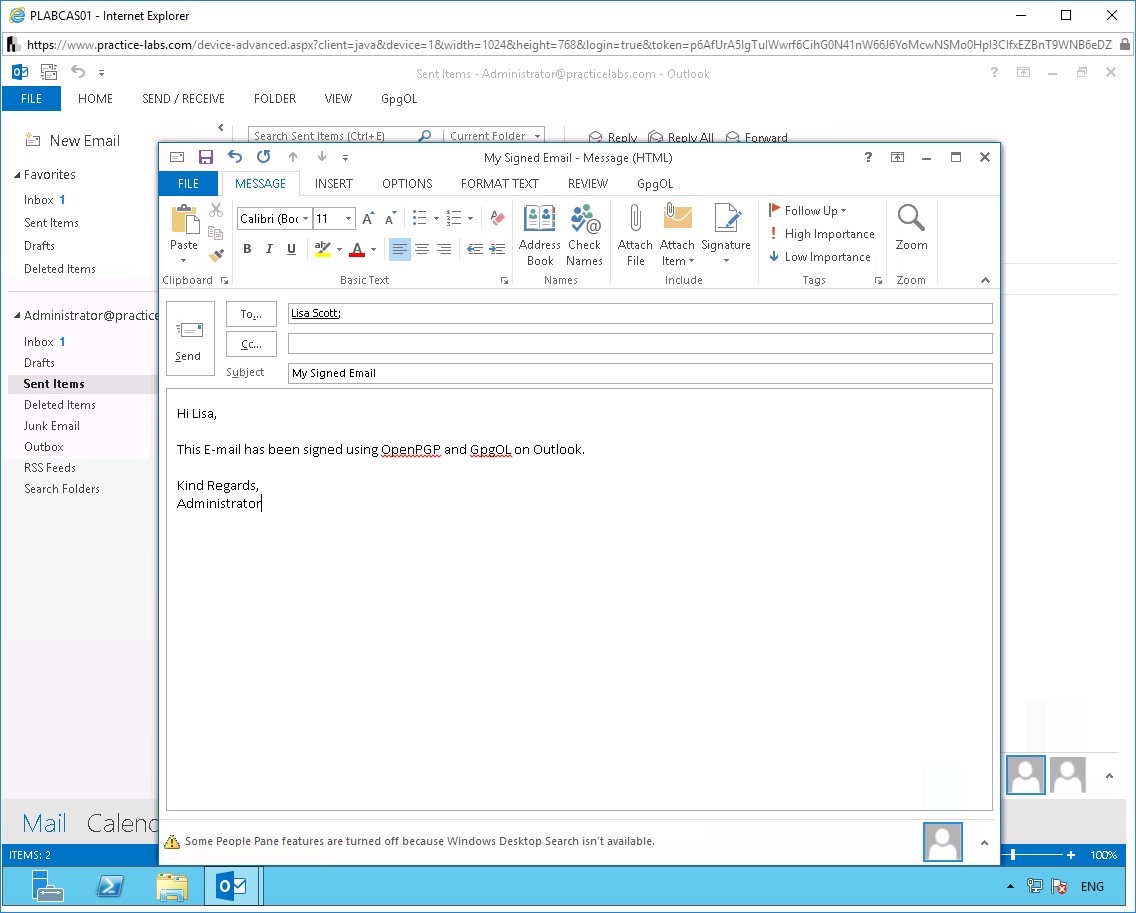 PLABCAS01 - Internet Explorer
https://www.practice-labs.com/device-advanced.aspx?client=java&device=1&width=1024&height=768&login=true&token=p6AfUrA5IgTulWwrf6CihG0N41nW66J6YoMcwNSMo0Hpl3ClfxEZBnT9WNB6eDZ
Sent Items - Administrator@practicelabs.com - Outlook
FILE HOME SEND / RECEIVE FOLDER VIEW GpgOL
New Email
Search Sent Items (Ctrl+E) Current Folder Reply Reply All Forward
My Signed Email - Message (HTML)
FILE MESSAGE INSERT OPTIONS FORMAT TEXT REVIEW GpgOL
Calibri (Boc 11
B I U
Paste
Address Book
Check Names
Attach File
Attach Item
Signature
Follow Up
High Importance
Low Importance
Zoom
Clipboard Basic Text Names Include Tags Zoom
Favorites
Inbox 1
Sent Items
Drafts
Deleted Items
Administrator@practice
Inbox 1
Drafts
Sent Items
Deleted Items
Junk Email
Outbox
RSS Feeds
Search Folders
Send
To...
Lisa Scott;
Cc...
Subject
My Signed Email
Hi Lisa,
This E-mail has been signed using OpenPGP and GpgOL on Outlook.
Kind Regards,
Administrator
Some People Pane features are turned off because Windows Desktop Search isn't available.
Mail Calend
ITEMS: 2
100%
ENG